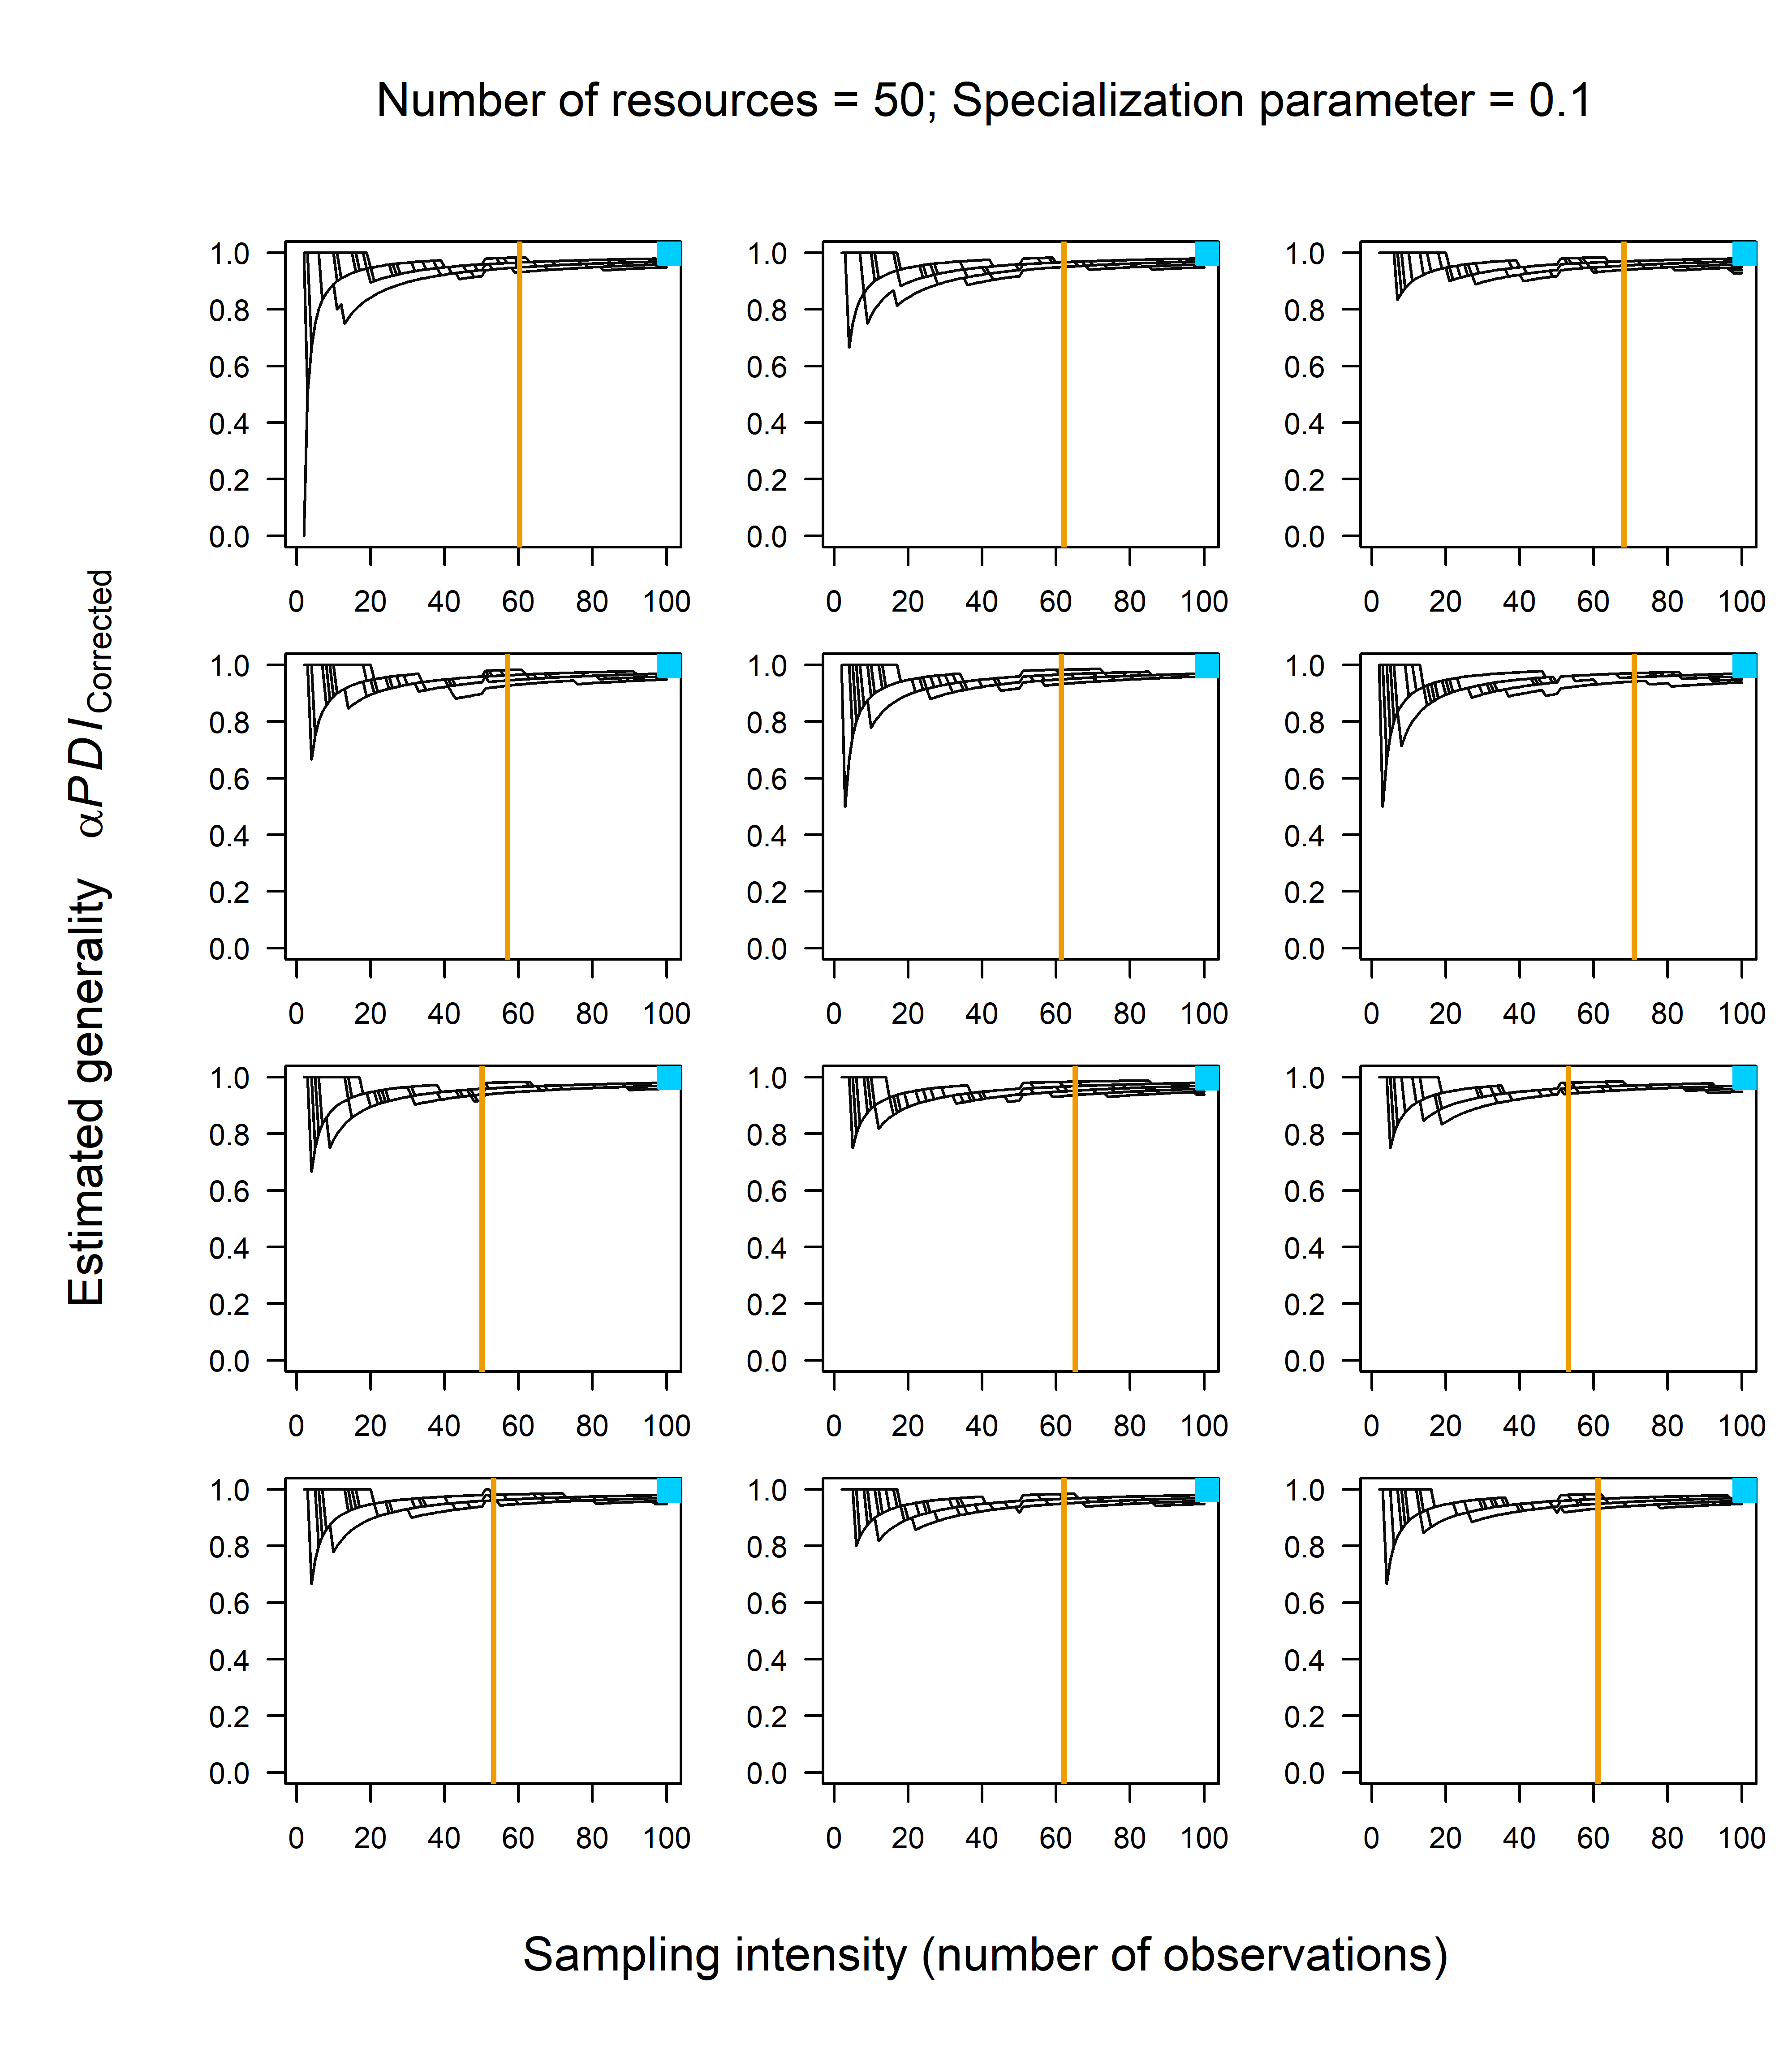 Number of resources = 50; Specialization parameter = 0.1
Estimated generality αPDI Corrected
1.0 1.0 1.0
0.8 0.8 0.8
0.6 0.6 0.6
0.4 0.4 0.4
0.2 0.2 0.2
0.0 0.0 0.0
0 20 40 60 80 100 0 20 40 60 80 100 0 20 40 60 80 100
1.0 1.0 1.0
0.8 0.8 0.8
0.6 0.6 0.6
0.4 0.4 0.4
0.2 0.2 0.2
0.0 0.0 0.0
0 20 40 60 80 100 0 20 40 60 80 100 0 20 40 60 80 100
1.0 1.0 1.0
0.8 0.8 0.8
0.6 0.6 0.6
0.4 0.4 0.4
0.2 0.2 0.2
0.0 0.0 0.0
0 20 40 60 80 100 0 20 40 60 80 100 0 20 40 60 80 100
1.0 1.0 1.0
0.8 0.8 0.8
0.6 0.6 0.6
0.4 0.4 0.4
0.2 0.2 0.2
0.0 0.0 0.0
0 20 40 60 80 100 0 20 40 60 80 100 0 20 40 60 80 100
Sampling intensity (number of observations)